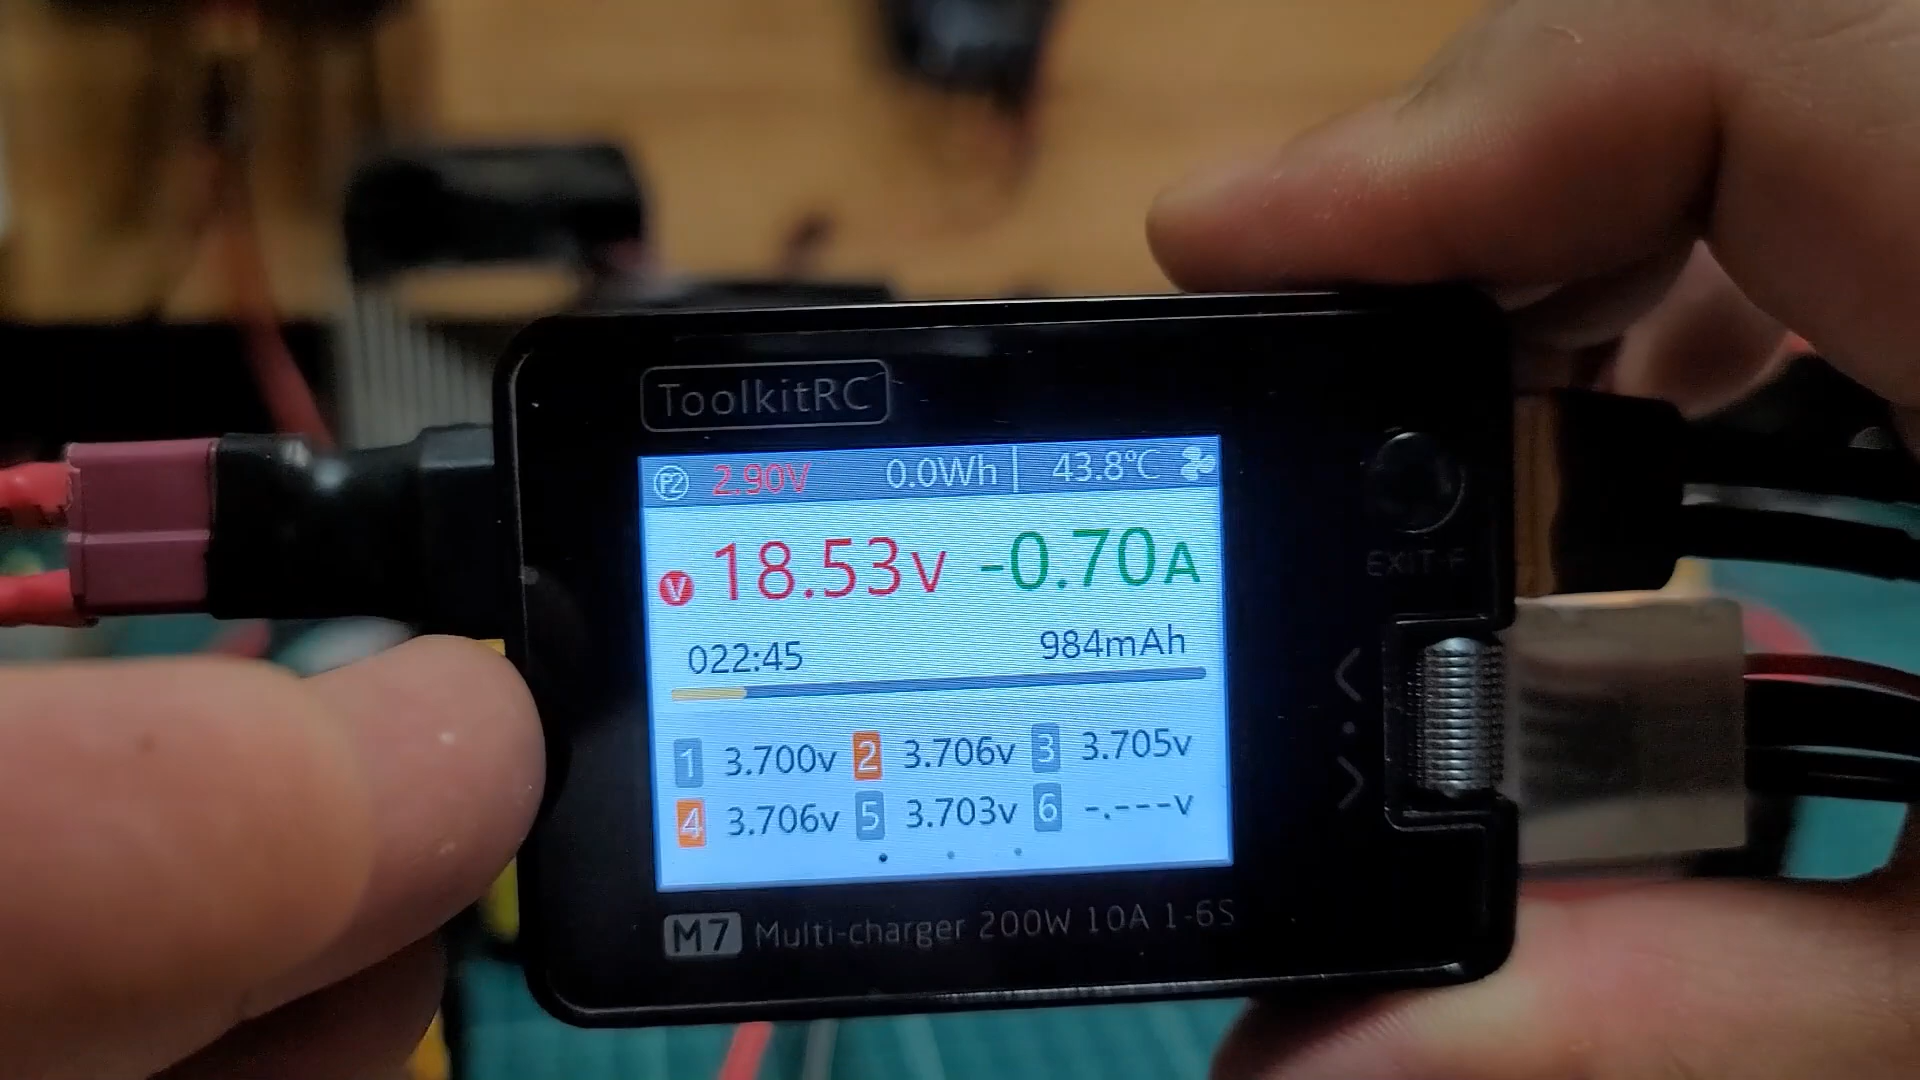 ToolkitRC
P2 2.90V 0.0Wh 43.8°C
V 18.53V -0.70A
022:45 984mAh
1 3.700v 2 3.706v 3 3.705v
4 3.706v 5 3.703v 6 -.---v
EXIT·F
M7 Multi-charger 200W 10A 1-6S